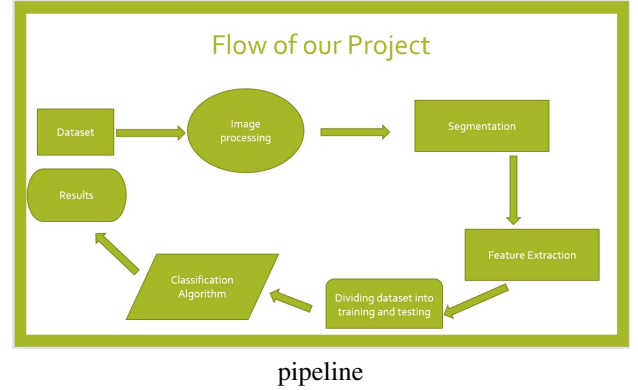 Flow of our Project
Dataset
Image
processing
Segmentation
Feature Extraction
Dividing dataset into
training and testing
Classification
Algorithm
Results
pipeline